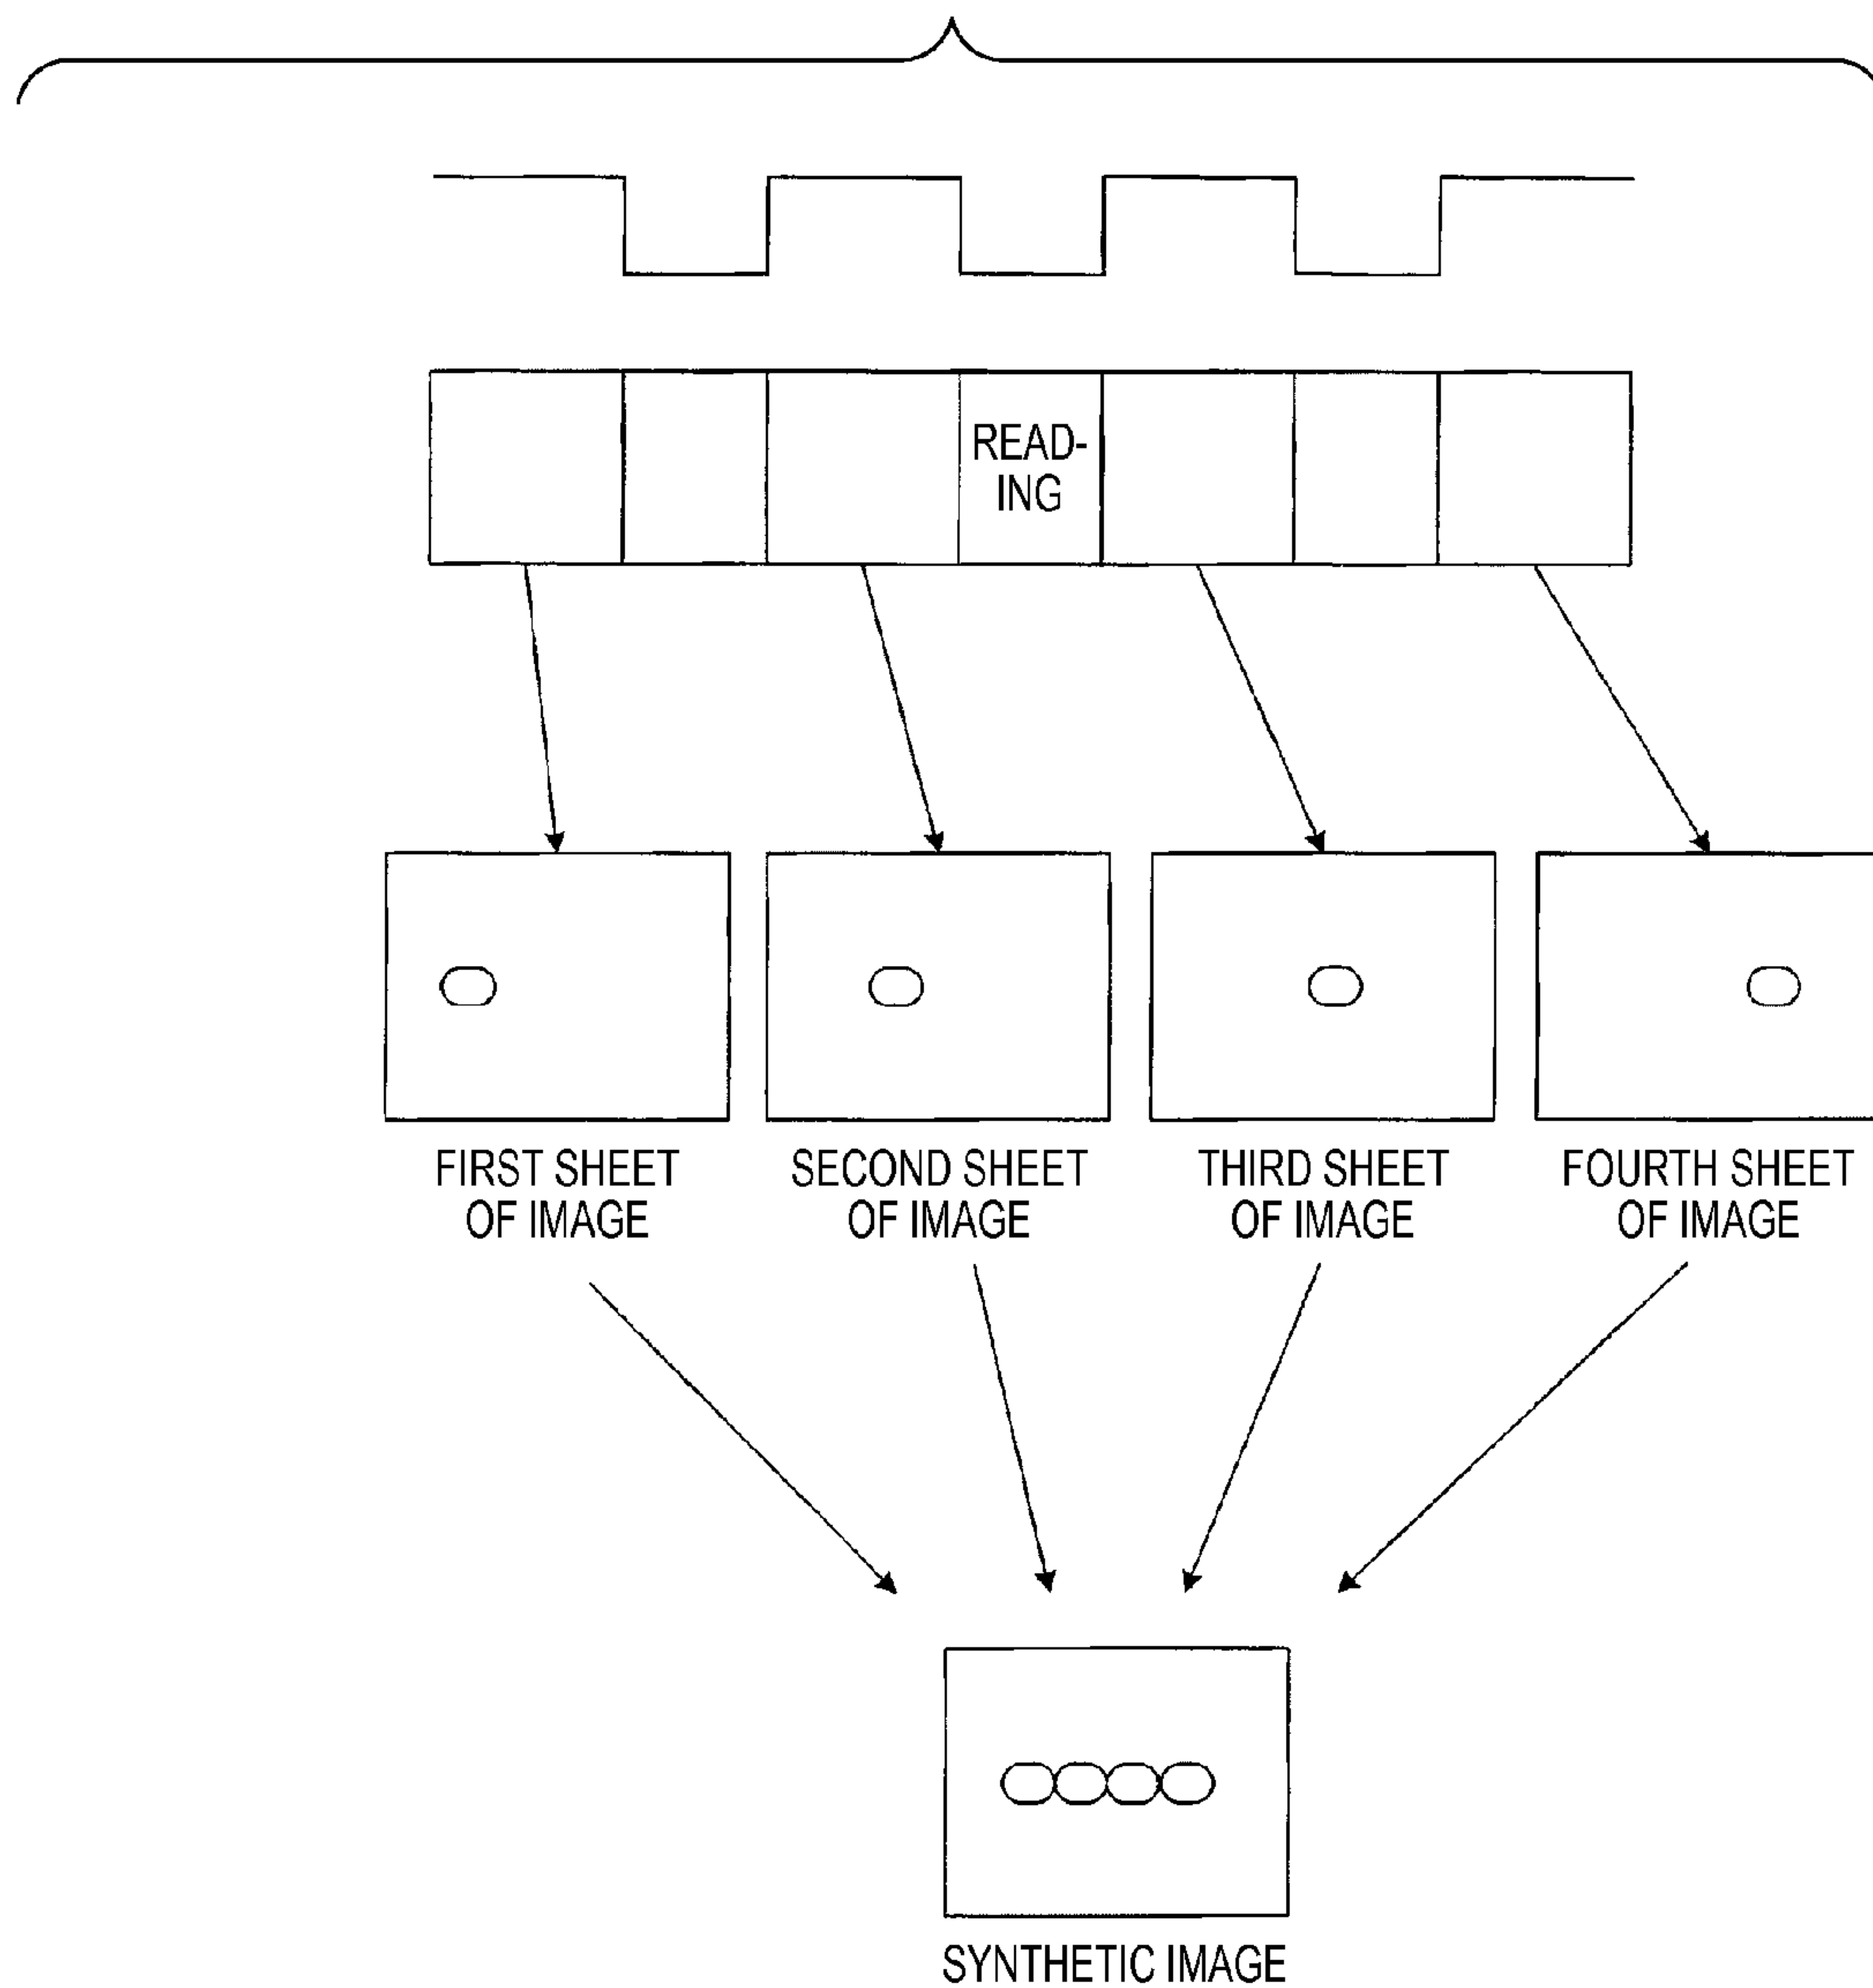 READ-
ING
FIRST SHEET
OF IMAGE
SECOND SHEET
OF IMAGE
THIRD SHEET
OF IMAGE
FOURTH SHEET
OF IMAGE
SYNTHETIC IMAGE